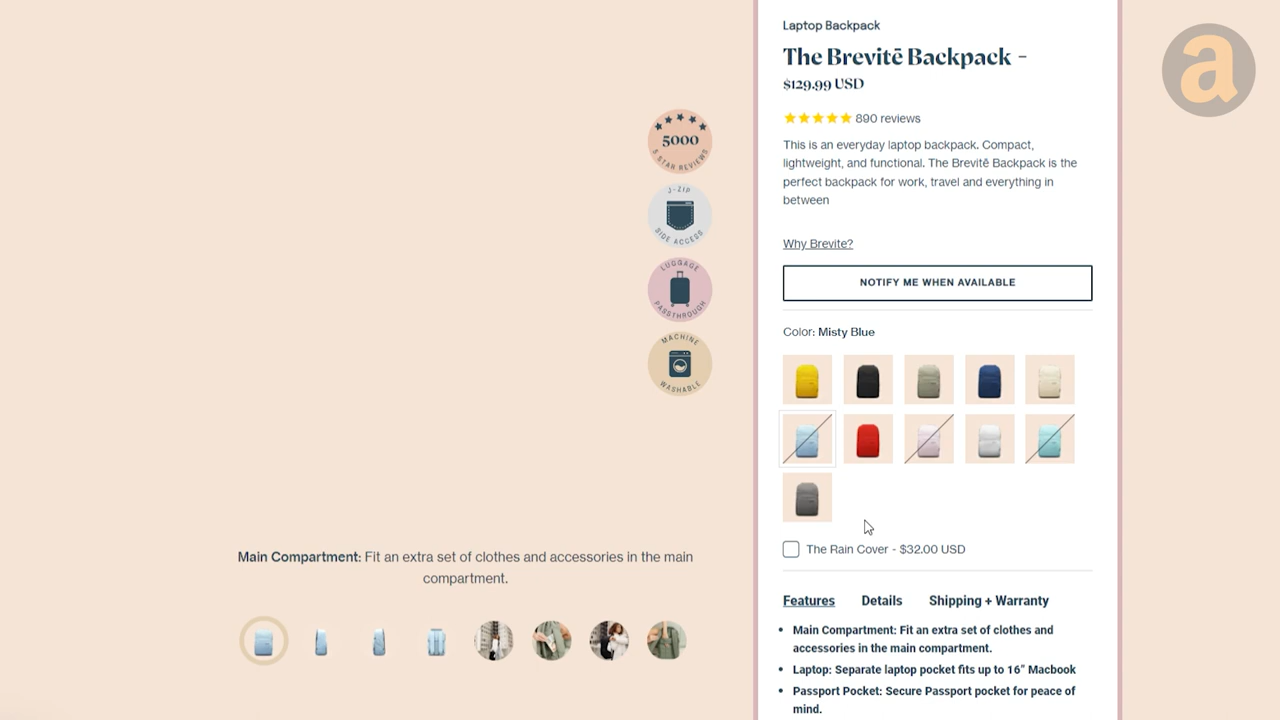 Laptop Backpack
The Brevitē Backpack -
$129.99 USD
890 reviews
This is an everyday laptop backpack. Compact,
lightweight, and functional. The Brevitē Backpack is the
perfect backpack for work, travel and everything in
between
Why Brevite?
NOTIFY ME WHEN AVAILABLE
Color: Misty Blue
The Rain Cover - $32.00 USD
Features Details Shipping + Warranty
• Main Compartment: Fit an extra set of clothes and
accessories in the main compartment.
• Laptop: Separate laptop pocket fits up to 16" Macbook
• Passport Pocket: Secure Passport pocket for peace of
mind.
5000
5 STAR REVIEWS
J-ZIP
SIDE ACCESS
LUGGAGE
PASSTHROUGH
MACHINE
WASHABLE
Main Compartment: Fit an extra set of clothes and accessories in the main
compartment.
a